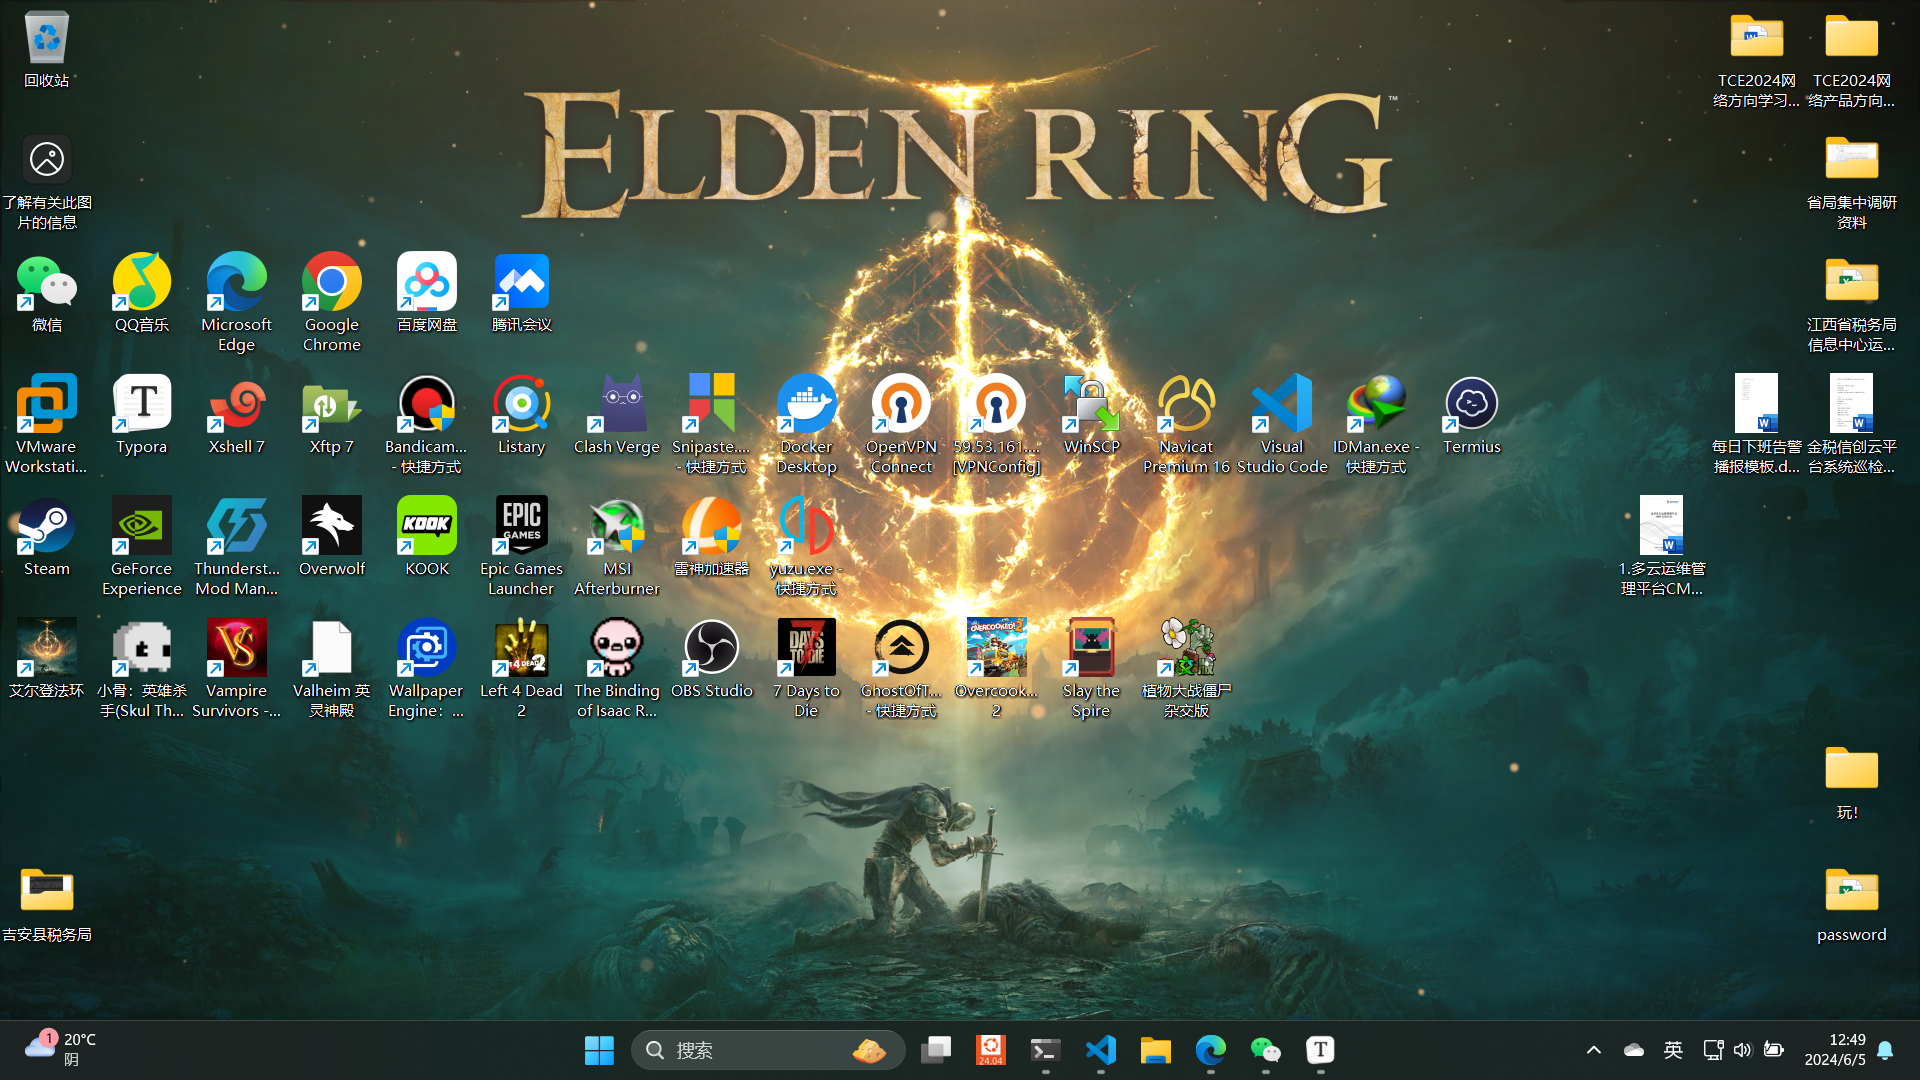 ELDEN RING™
回收站
TCE2024网
络方向学习...
TCE2024网
络产品方向...
了解有关此图
片的信息
省局集中调研
资料
微信
QQ音乐
Microsoft
Edge
Google
Chrome
百度网盘
腾讯会议
江西省税务局
信息中心运...
VMware
Workstati...
T
Typora
Xshell 7
Xftp 7
Bandicam...
- 快捷方式
Listary
Clash Verge
Snipaste....
- 快捷方式
Docker
Desktop
OpenVPN
Connect
59.53.161....
[VPNConfig]
WinSCP
Navicat
Premium 16
Visual
Studio Code
IDMan.exe -
快捷方式
Termius
每日下班告警
播报模板.d...
金税信创云平
台系统巡检...
Steam
GeForce
Experience
Thunderst...
Mod Man...
Overwolf
KOOK
KOOK
EPIC
GAMES
Epic Games
Launcher
MSI
Afterburner
雷神加速器
yuzu.exe -
快捷方式
1.多云运维管
理平台CM...
艾尔登法环
小骨：英雄杀
手(Skul Th...
VS
Vampire
Survivors -...
Valheim 英
灵神殿
Wallpaper
Engine：...
Left 4 Dead
2
The Binding
of Isaac R...
OBS Studio
7
DAYS
TO DIE
7 Days to
Die
GhostOfT...
- 快捷方式
OVERCOOKED! 2
Overcook...
2
Slay the
Spire
植物大战僵尸
杂交版
玩！
吉安县税务局
password
1
20°C
阴
搜索
24.04
T
英
12:49
2024/6/5